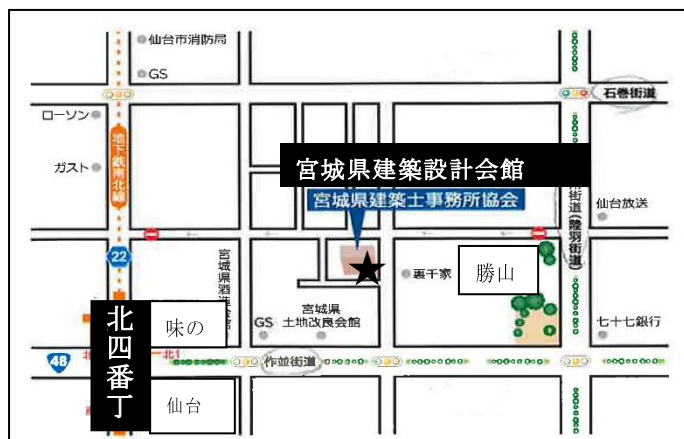 仙台市消防局
GS
石巻街道
ローソン
地下鉄南北線
ガスト
宮城県建築設計会館
宮城県建築士事務所協会
街道(陸羽街道)
仙台放送
22
宮城県酒造会館
裏千家
勝山
北四番丁
味の
GS
宮城県
土地改良会館
七十七銀行
48
北1
作並街道
仙台